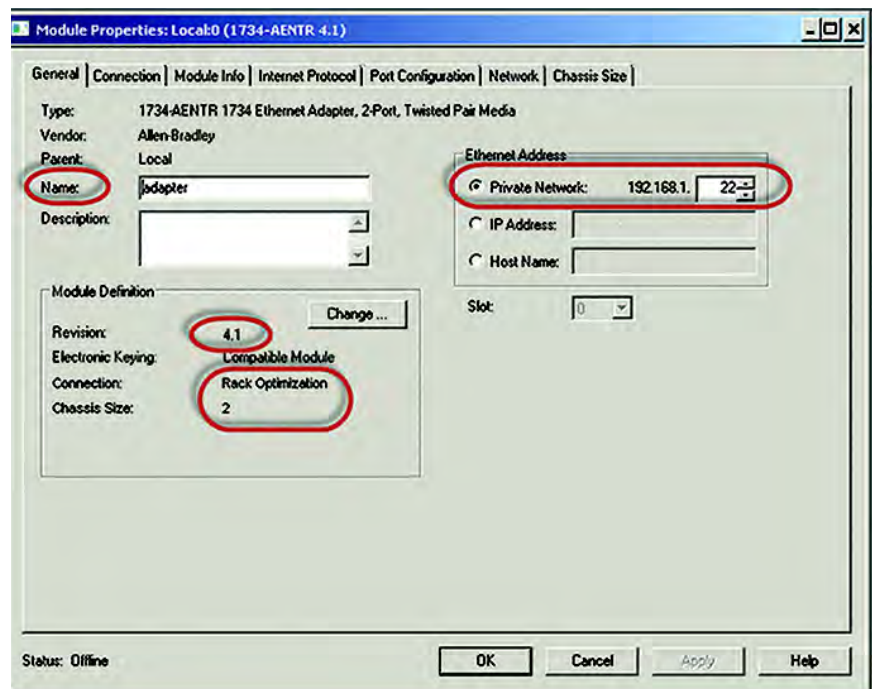 Module Properties: Local:0 (1734-AENTR 4.1)
General Connection Module Info Internet Protocol Port Configuration Network Chassis Size
Type: 1734-AENTR 1734 Ethernet Adapter, 2-Port, Twisted Pair Media
Vendor: Allen-Bradley
Parent: Local
Name: adapter
Description:
Ethernet Address
Private Network: 192.168.1. 22
IP Address:
Host Name:
Slot: 0
Module Definition
Change ...
Revision: 4.1
Electronic Keying: Compatible Module
Connection: Rack Optimization
Chassis Size: 2
Status: Offline
OK Cancel Apply Help